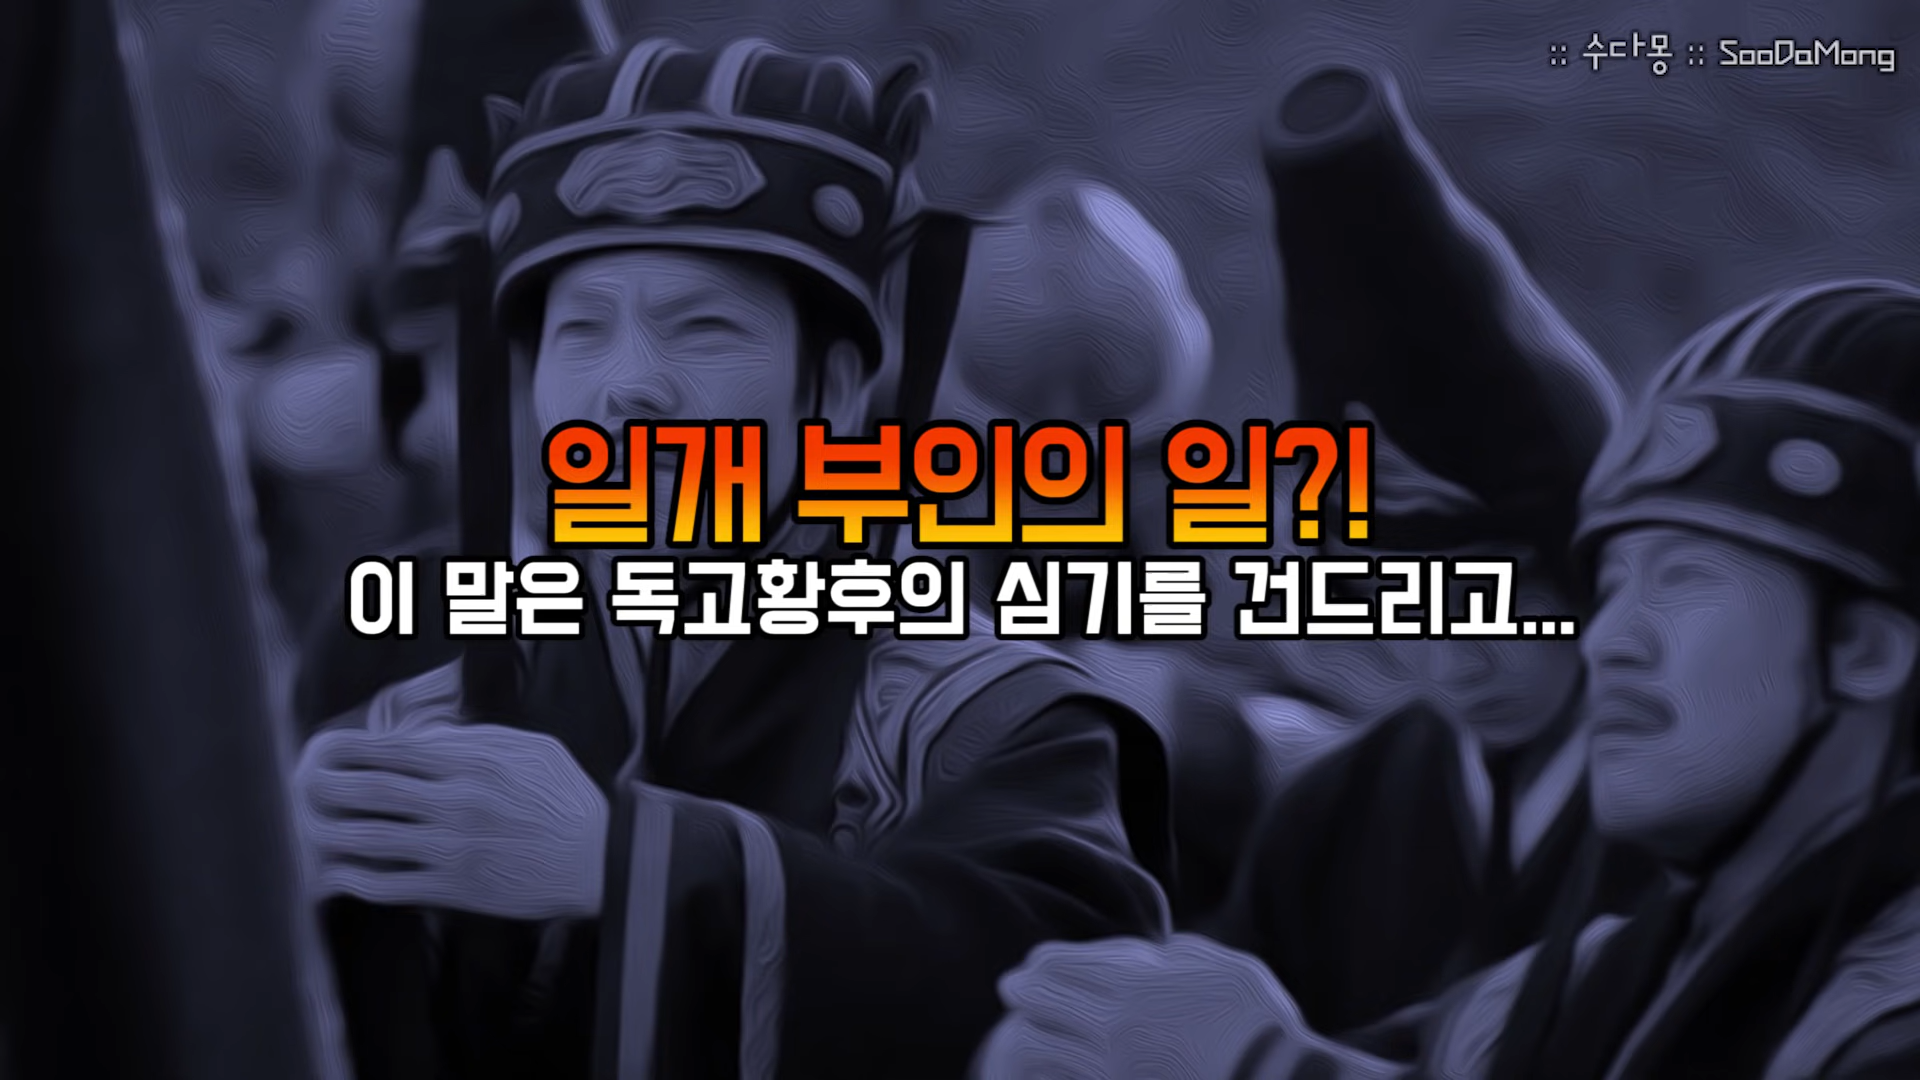 :: 수다몽 :: SooDaMong
일개 부인의 일?!
이 말은 독고황후의 심기를 건드리고...